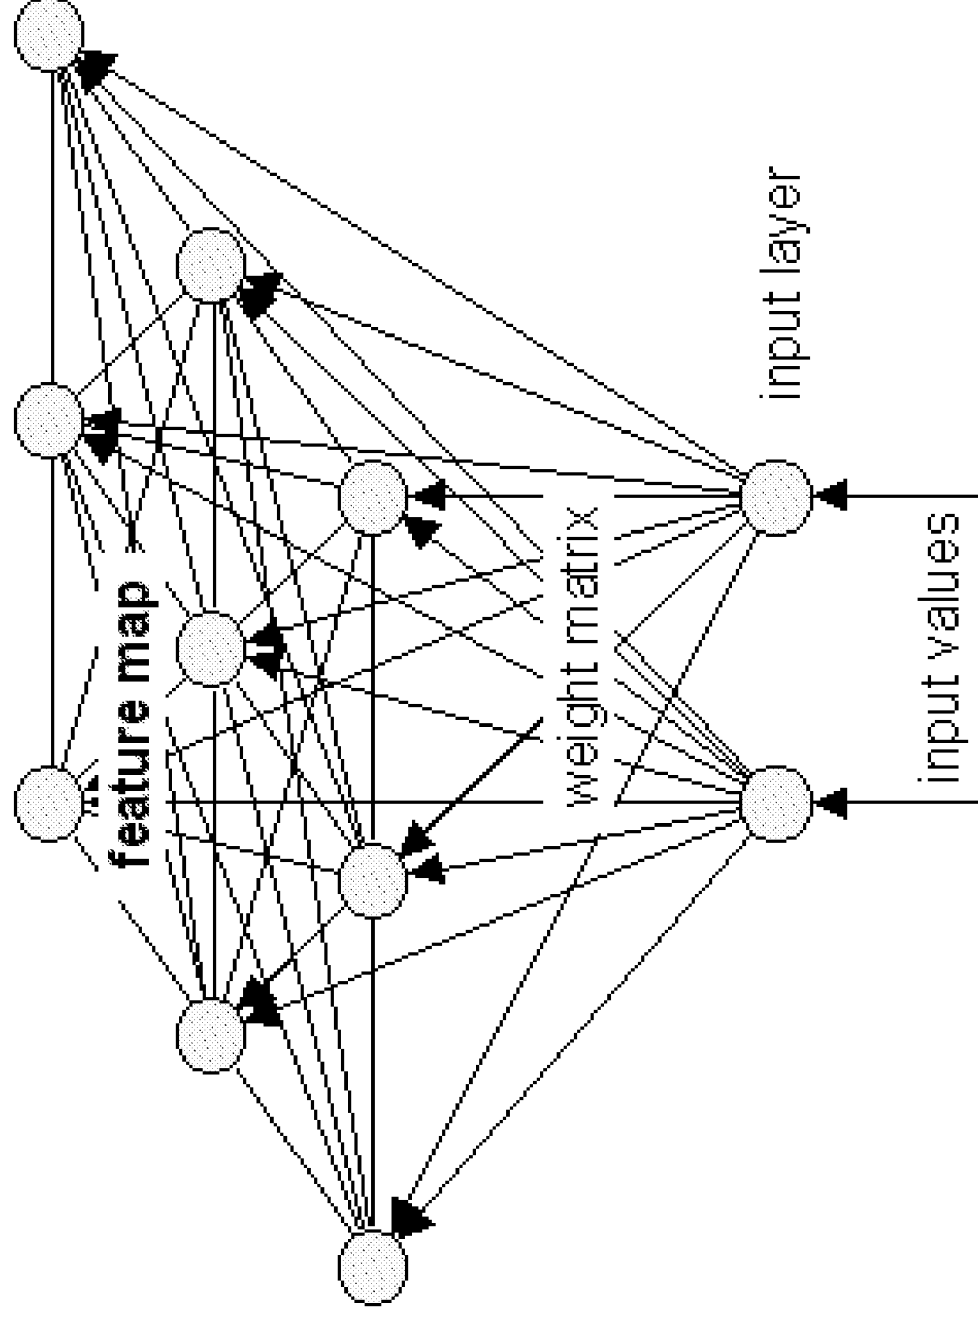 feature map
weight matrix
input layer
input values